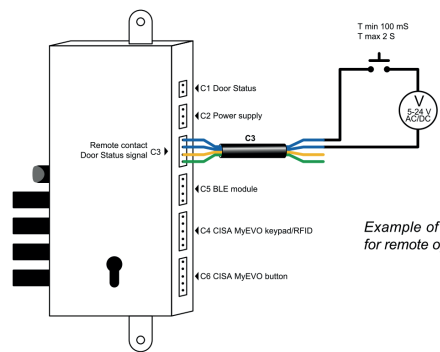 T min 100 mS
T max 2 S
C1 Door Status
C2 Power supply
V
5-24 V
AC/DC
C3
Remote contact
Door Status signal
C3
C5 BLE module
C4 CISA MyEVO keypad/RFID
C6 CISA MyEVO button
Example of
for remote o